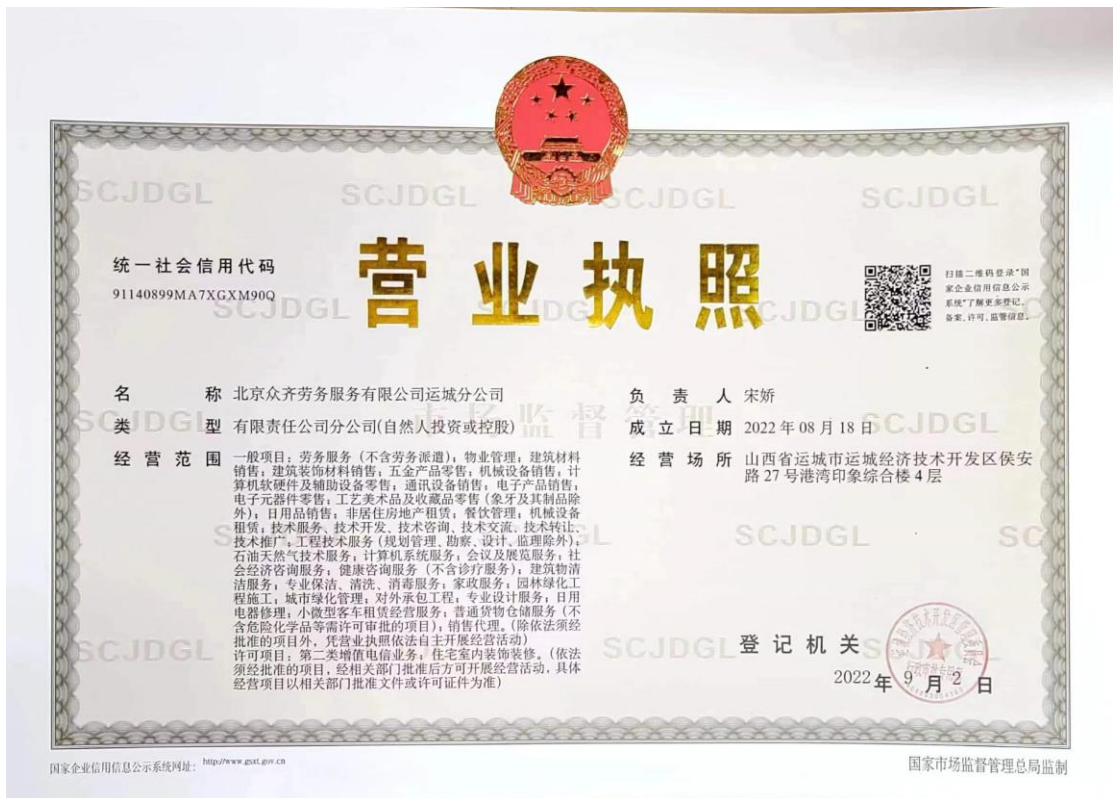 统一社会信用代码
91140899MA7XGXM90Q
营业执照
扫描二维码登录“国
家企业信用信息公示
系统”了解更多登记、
备案、许可、监管信息。
名称 北京众齐劳务服务有限公司运城分公司
类型 有限责任公司分公司(自然人投资或控股)
经营范围 一般项目：劳务服务（不含劳务派遣）；物业管理；建筑材料
销售；建筑装饰材料销售；五金产品零售；机械设备销售；计
算机软硬件及辅助设备零售；通讯设备销售；电子产品销售；
电子元器件零售；工艺美术品及收藏品零售（象牙及其制品除
外）；日用品销售；非居住房地产租赁；餐饮管理；机械设备
租赁；技术服务、技术开发、技术咨询、技术交流、技术转让、
技术推广；工程技术服务（规划管理、勘察、设计、监理除外）；
石油天然气技术服务；计算机系统服务；会议及展览服务；社
会经济咨询服务；健康咨询服务（不含诊疗服务）；建筑物清
洁服务；专业保洁、清洗、消毒服务；家政服务；园林绿化工
程施工；城市绿化管理；对外承包工程；专业设计服务；日用
电器修理；小微型客车租赁经营服务；普通货物仓储服务（不
含危险化学品等需许可审批的项目）；销售代理。（除依法须经
批准的项目外，凭营业执照依法自主开展经营活动）
许可项目：第二类增值电信业务；住宅室内装饰装修。（依法
须经批准的项目，经相关部门批准后方可开展经营活动，具体
经营项目以相关部门批准文件或许可证件为准）
负责人 宋娇
成立日期 2022年08月18日
经营场所 山西省运城市运城经济技术开发区侯安
路27号港湾印象综合楼4层
登记机关
2022年9月2日
国家企业信用信息公示系统网址：http://www.gsxt.gov.cn
国家市场监督管理总局监制
SCJDGL
市场监督管理